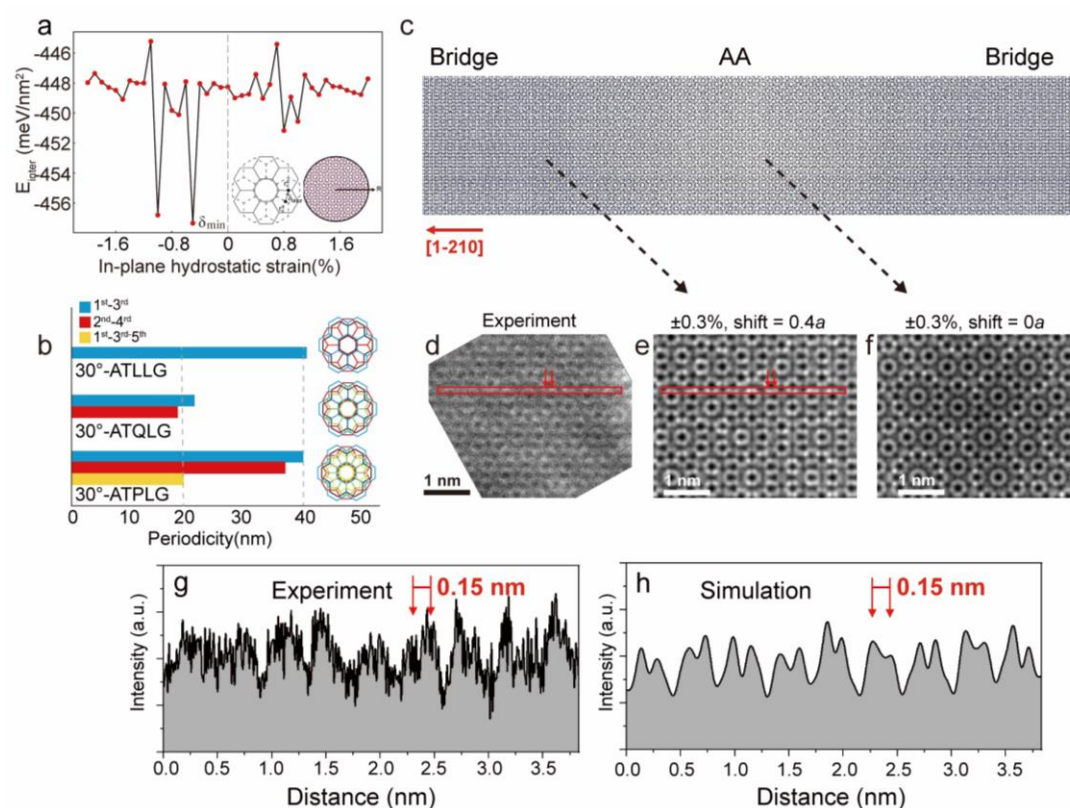 a
-446
-448
-450
-452
-454
-456
E_inter (meV/nm²)
δmin
R
-1.6
-0.8
0
0.8
1.6
In-plane hydrostatic strain(%)
b
1st-3rd
2nd-4rd
1st-3rd-5th
30°-ATLLG
30°-ATQLG
30°-ATPLG
0
10
20
30
40
50
Periodicity(nm)
c
Bridge
AA
Bridge
[1-210]
d
Experiment
1 nm
e
±0.3%, shift = 0.4a
1 nm
f
±0.3%, shift = 0a
1 nm
g
Experiment
0.15 nm
Intensity (a.u.)
0.0 0.5 1.0 1.5 2.0 2.5 3.0 3.5
Distance (nm)
h
Simulation
0.15 nm
Intensity (a.u.)
0.0 0.5 1.0 1.5 2.0 2.5 3.0 3.5
Distance (nm)